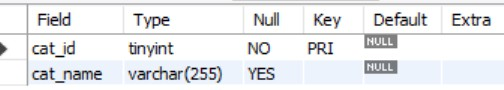 Field Type Null Key Default Extra
cat_id tinyint NO PRI NULL
cat_name varchar(255) YES NULL